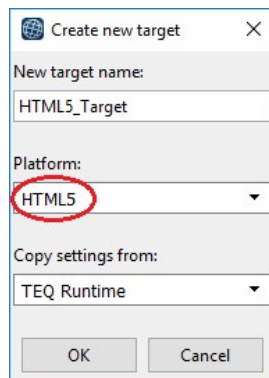 Create new target
New target name:
HTML5_Target
Platform:
HTML5
Copy settings from:
TEQ Runtime
OK Cancel